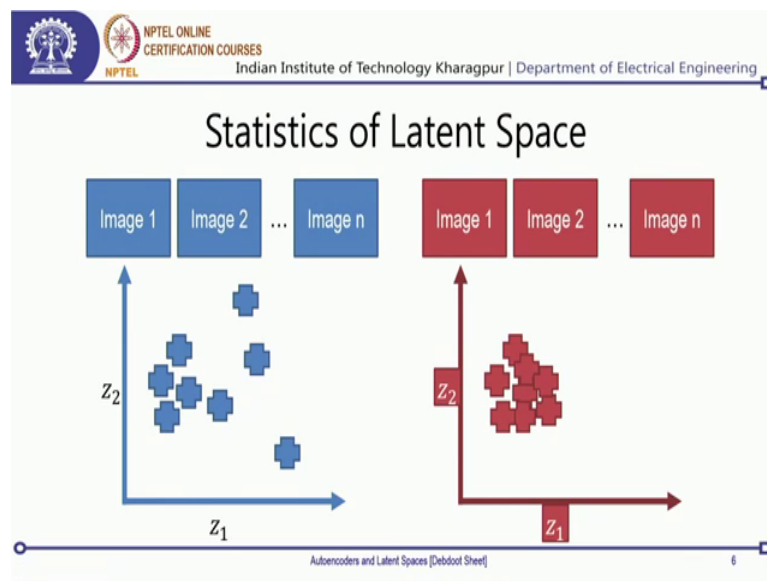 NPTEL ONLINE
CERTIFICATION COURSES
NPTEL
Indian Institute of Technology Kharagpur | Department of Electrical Engineering
Statistics of Latent Space
Image 1 Image 2 ... Image n
Image 1 Image 2 ... Image n
z₂
z₁
z₂
z₁
Autoencoders and Latent Spaces [Debdoot Sheet]
6